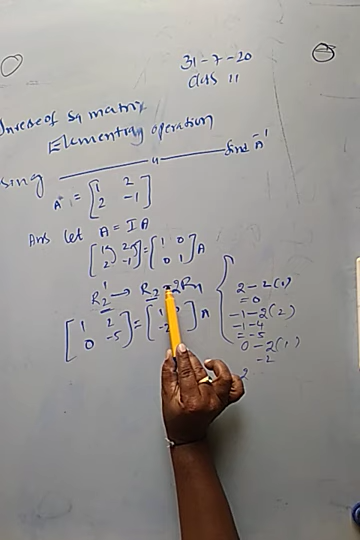 31-7-20
class 11
Inverse of Sq matrix
Elementary operation
using — " — find A⁻¹
A = [1 2
2 -1]
Ans let A = IA
[1 2
2 -1] = [1 0
0 1] A
R₂' → R₂ - 2R₁
[1 2
0 -5] = [1
-2 ] A
2-2(1)
=0
-1-2(2)
-1-4
=-5
0-2(1)
-2